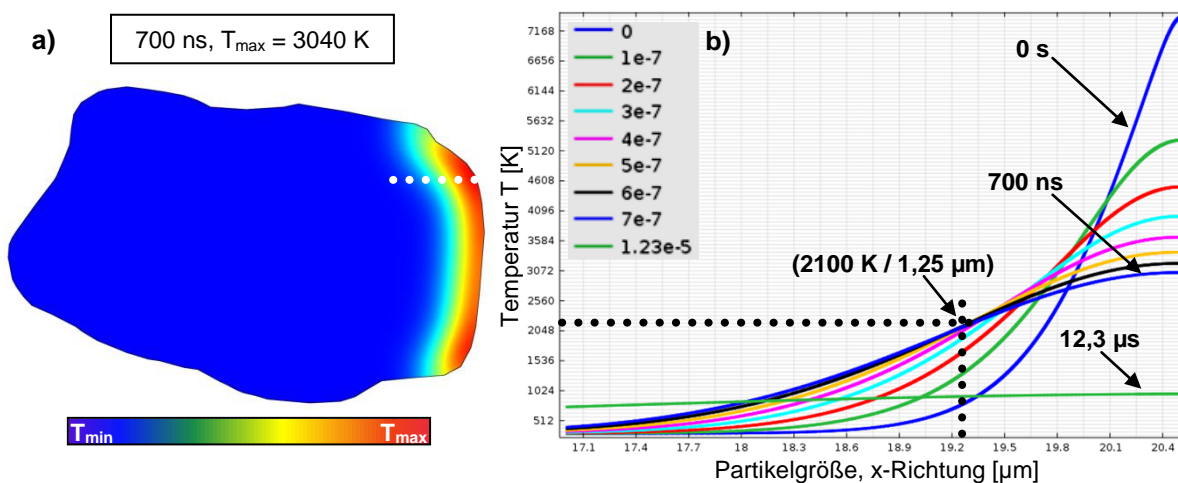 a)
700 ns, Tmax = 3040 K
Tmin
Tmax
b)
Temperatur T [K]
7168
6656
6144
5632
5120
4608
4096
3584
3072
2560
2048
1536
1024
512
0
1e-7
2e-7
3e-7
4e-7
5e-7
6e-7
7e-7
1.23e-5
0 s
700 ns
(2100 K / 1,25 µm)
12,3 µs
17.1
17.4
17.7
18
18.3
18.6
18.9
19.2
19.5
19.8
20.1
20.4
Partikelgröße, x-Richtung [µm]